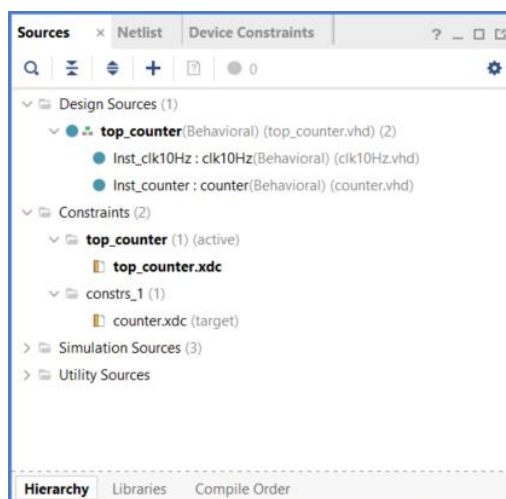 Sources × Netlist Device Constraints ? _
+ ? 0
Design Sources (1)
top_counter(Behavioral) (top_counter.vhd) (2)
Inst_clk10Hz : clk10Hz(Behavioral) (clk10Hz.vhd)
Inst_counter : counter(Behavioral) (counter.vhd)
Constraints (2)
top_counter (1) (active)
top_counter.xdc
constrs_1 (1)
counter.xdc (target)
Simulation Sources (3)
Utility Sources
Hierarchy Libraries Compile Order